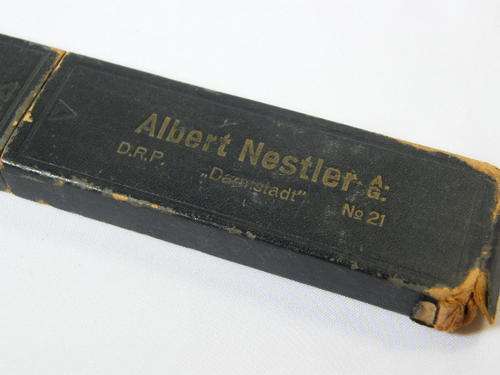 Albert Nestler A.G.
D.R.P. „Darmstadt" No 21